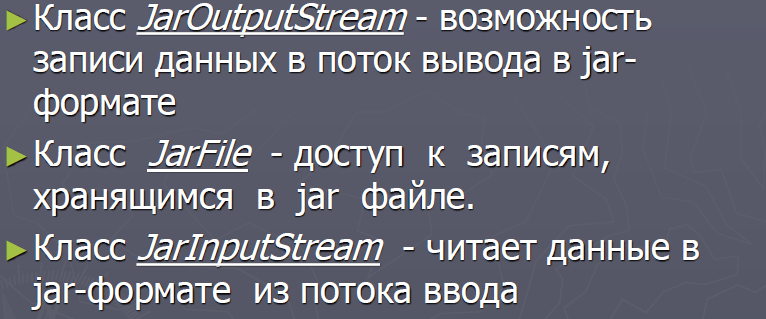 ►Класс JarOutputStream - возможность
записи данных в поток вывода в jar-
формате
►Класс JarFile - доступ к записям,
хранящимся в jar файле.
►Класс JarInputStream - читает данные в
jar-формате из потока ввода